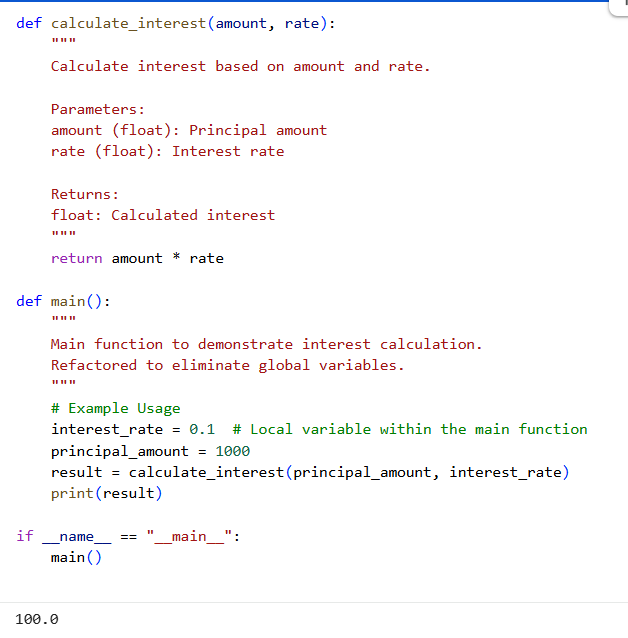 def calculate_interest(amount, rate):
    """
    Calculate interest based on amount and rate.

    Parameters:
    amount (float): Principal amount
    rate (float): Interest rate

    Returns:
    float: Calculated interest
    """
    return amount * rate

def main():
    """
    Main function to demonstrate interest calculation.
    Refactored to eliminate global variables.
    """
    # Example Usage
    interest_rate = 0.1  # Local variable within the main function
    principal_amount = 1000
    result = calculate_interest(principal_amount, interest_rate)
    print(result)

if __name__ == "__main__":
    main()

100.0